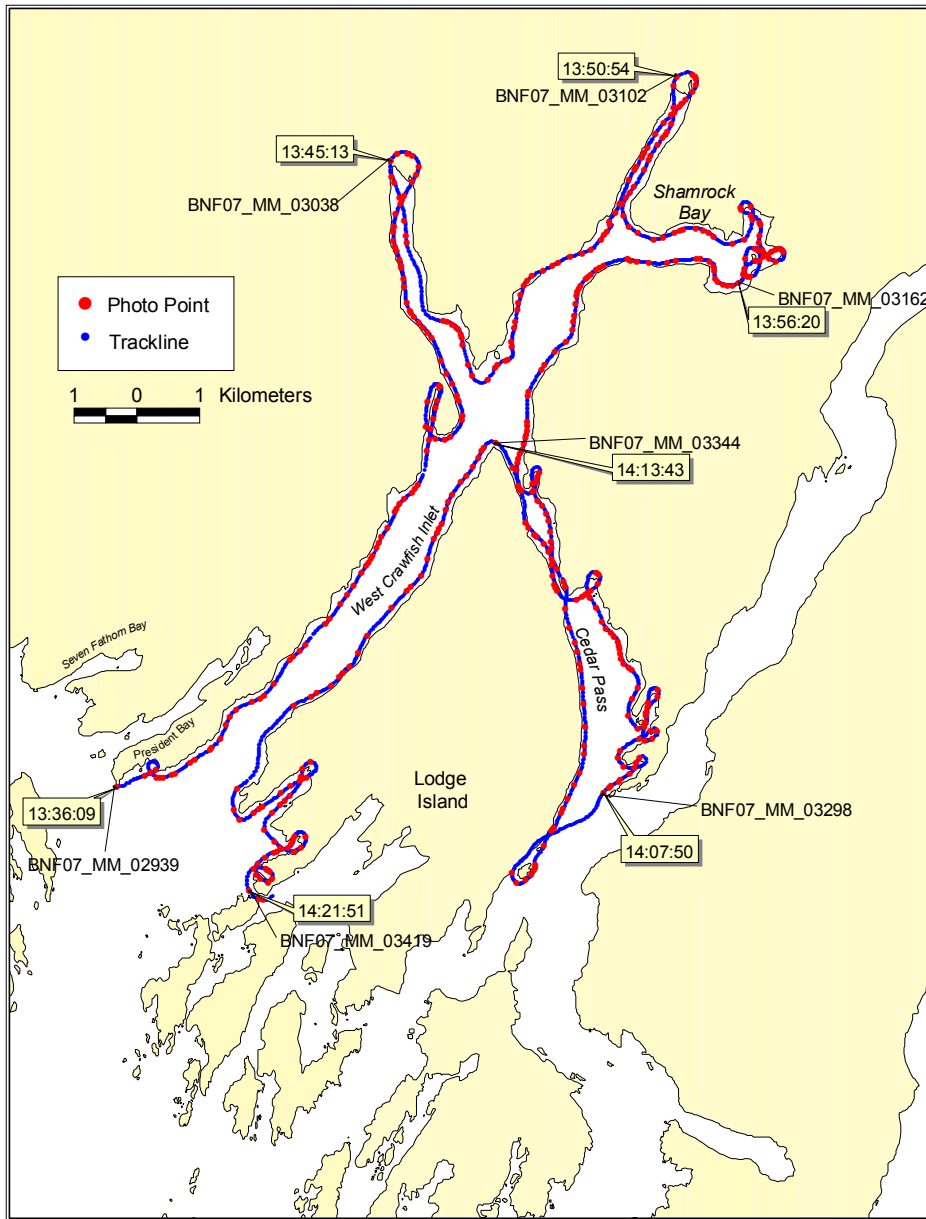 13:50:54
BNF07_MM_03102
13:45:13
BNF07_MM_03038
Shamrock
Bay
Photo Point
Trackline
BNF07_MM_03162
13:56:20
1 0 1 Kilometers
BNF07_MM_03344
14:13:43
West Crawfish Inlet
Seven Fathom Bay
Cedar Pass
President Bay
Lodge
Island
13:36:09
BNF07_MM_03298
BNF07_MM_02939
14:07:50
14:21:51
BNF07_MM_03419